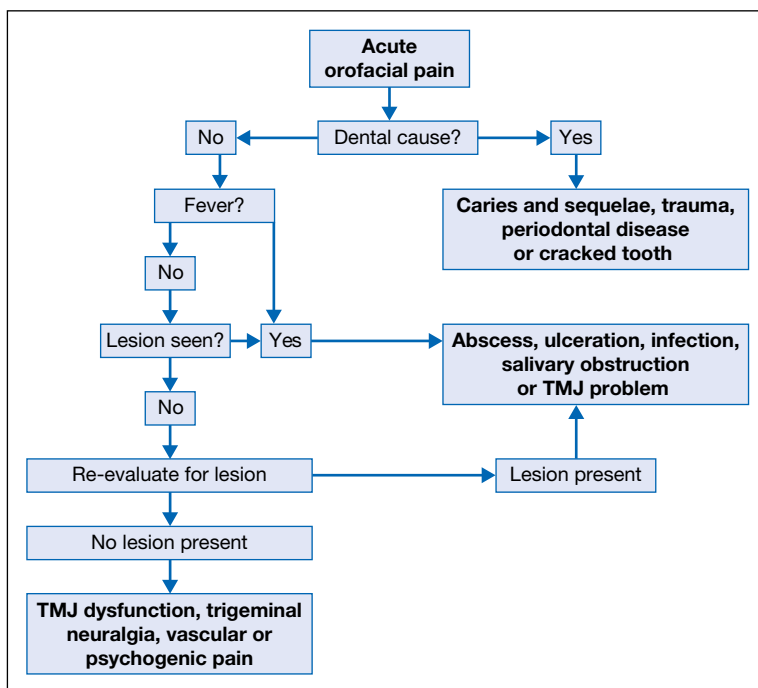 Acute
orofacial pain
No
Dental cause?
Yes
Fever?
Caries and sequelae, trauma,
periodontal disease
or cracked tooth
No
Lesion seen?
Yes
Abscess, ulceration, infection,
salivary obstruction
or TMJ problem
No
Re-evaluate for lesion
Lesion present
No lesion present
TMJ dysfunction, trigeminal
neuralgia, vascular or
psychogenic pain